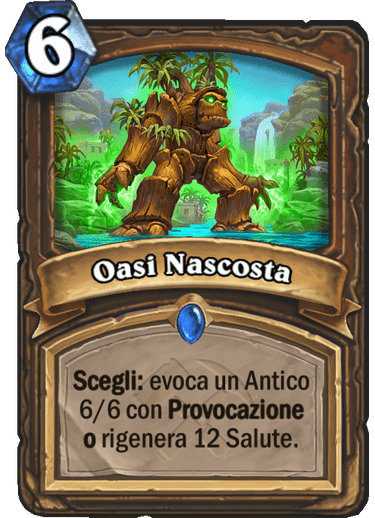 6
Oasi Nascosta
Scegli: evoca un Antico
6/6 con Provocazione
o rigenera 12 Salute.